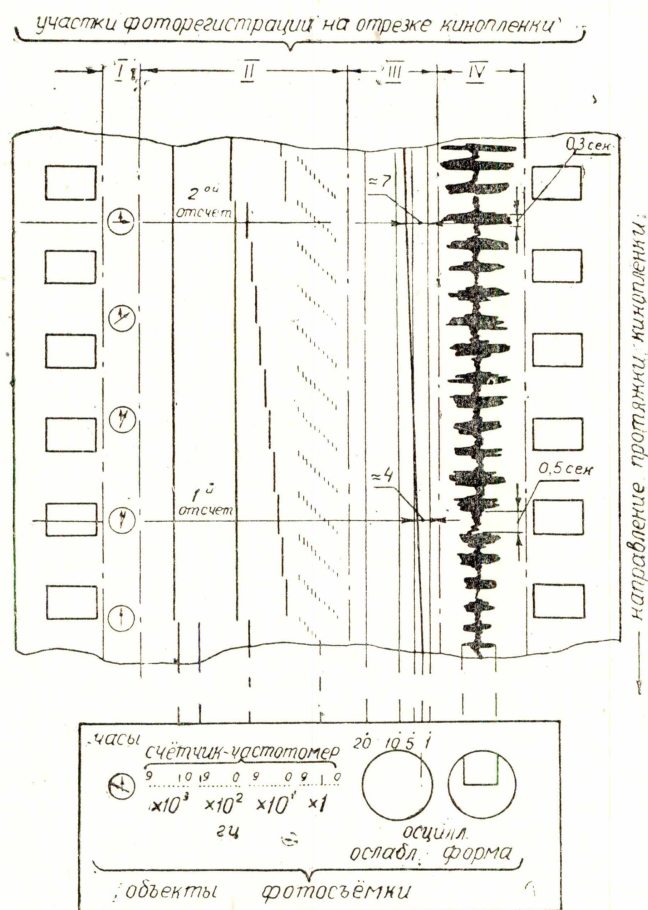 участки фоторегистрации на отрезке кинопленки
I II III IV
0,3 сек
2 ой
отсчет
≈7
направление протяжки кинопленки
≈4
0,5 сек
1 й
отсчет
часы
счётчик-частотомер
20 10 5 1
9 1 0 9 0 9 0 9 1 0
×10³ ×10² ×10¹ ×1
гц
осцилл.
ослабл. форма
объекты фотосъёмки